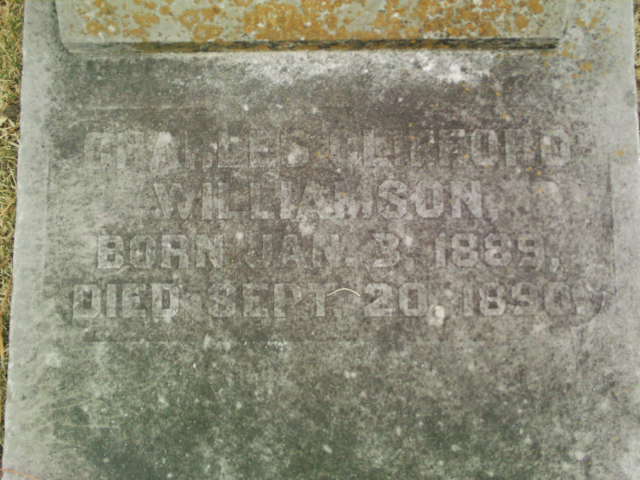 CHARLES CLIFFORD
WILLIAMSON,
BORN JAN. 3, 1889,
DIED SEPT. 20, 1890.